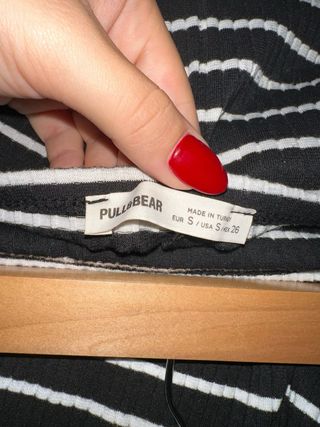 PULL&BEAR
MADE IN TURKEY
EUR S / USA S / MEX 26